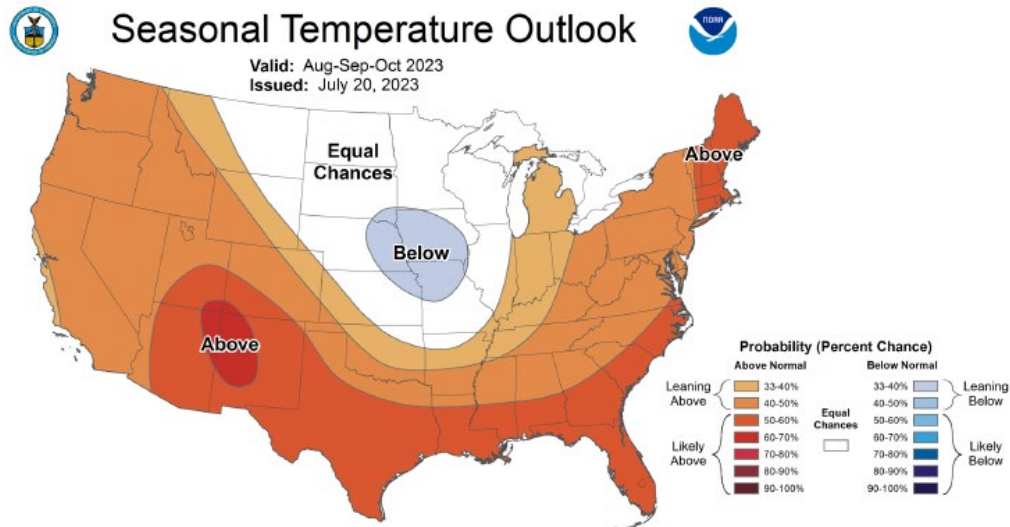 Seasonal Temperature Outlook
NOAA
Valid: Aug-Sep-Oct 2023
Issued: July 20, 2023
Equal
Chances
Above
Below
Above
Probability (Percent Chance)
Above Normal
Below Normal
Leaning
Above
33-40%
40-50%
Likely
Above
50-60%
60-70%
70-80%
80-90%
90-100%
Equal
Chances
33-40%
40-50%
Leaning
Below
50-60%
60-70%
70-80%
80-90%
90-100%
Likely
Below